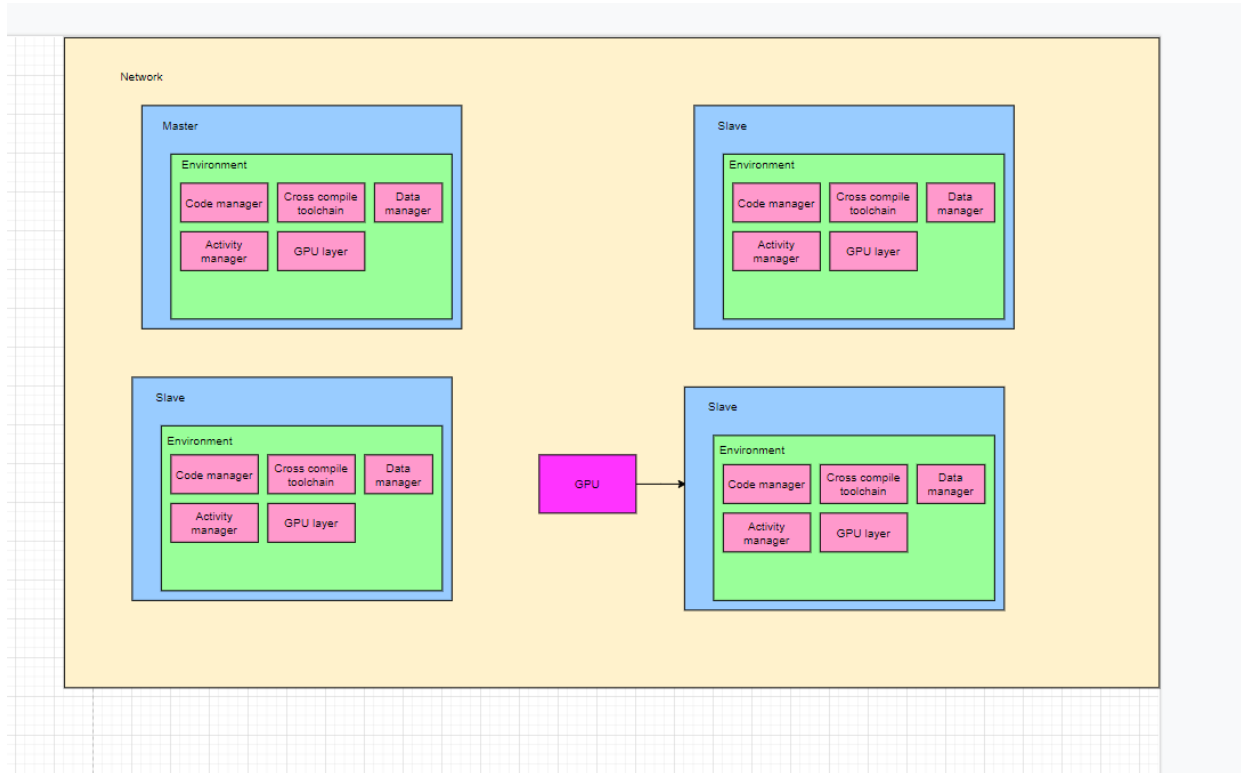 Network
Master
Environment
Code manager
Cross compile
toolchain
Data
manager
Activity
manager
GPU layer
Slave
Environment
Code manager
Cross compile
toolchain
Data
manager
Activity
manager
GPU layer
Slave
Environment
Code manager
Cross compile
toolchain
Data
manager
Activity
manager
GPU layer
GPU
Slave
Environment
Code manager
Cross compile
toolchain
Data
manager
Activity
manager
GPU layer